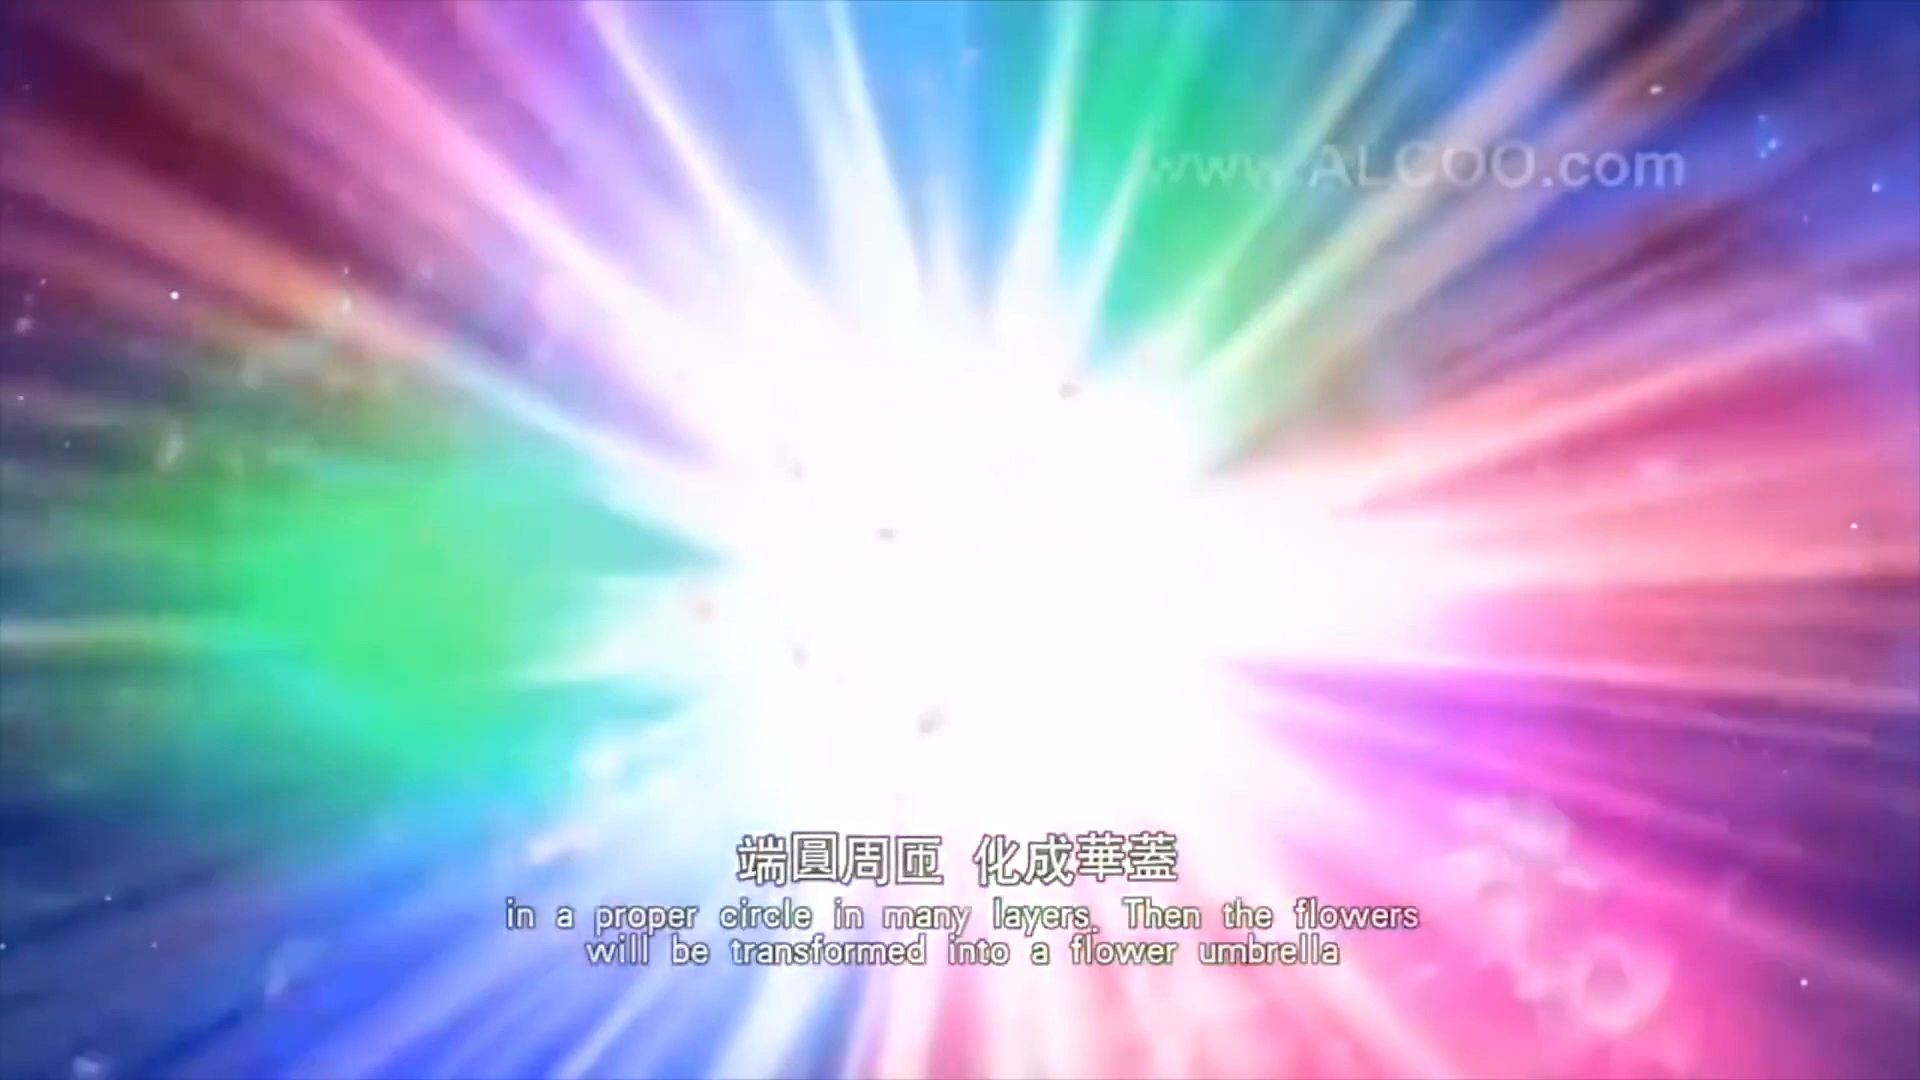 www.ALCOO.com
端圓周匝 化成華蓋
in a proper circle in many layers. Then the flowers
will be transformed into a flower umbrella